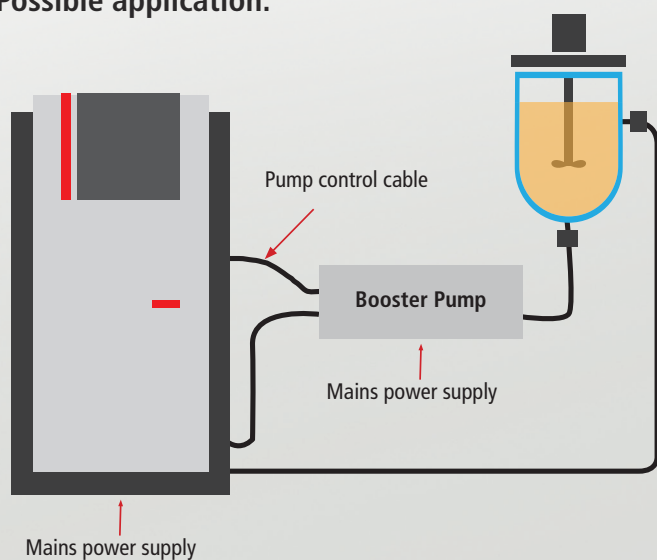 Possible application:
Pump control cable
Booster Pump
Mains power supply
Mains power supply